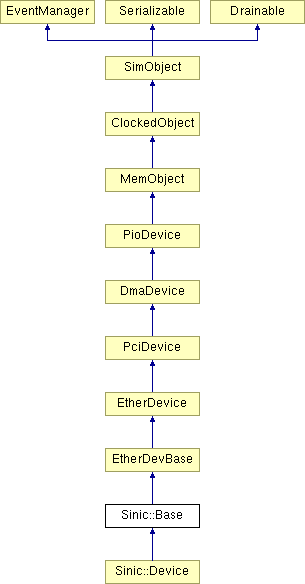 EventManager Serializable Drainable
SimObject
ClockedObject
MemObject
PioDevice
DmaDevice
PciDevice
EtherDevice
EtherDevBase
Sinic::Base
Sinic::Device